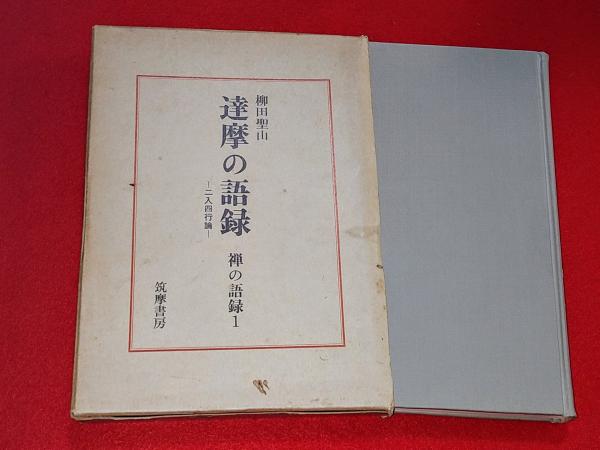 柳田聖山
達摩の語録
―二入四行論―
禅の語録1
筑摩書房